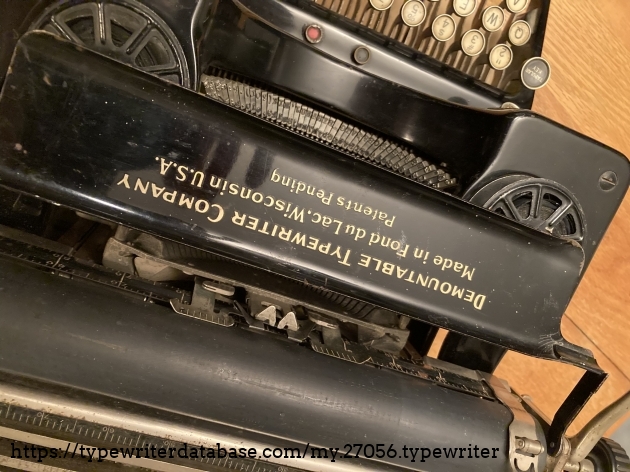 DEMOUNTABLE TYPEWRITER COMPANY
Made in Fond du Lac, Wisconsin U.S.A.
Patents Pending
https://typewriterdatabase.com/my.27056.typewriter